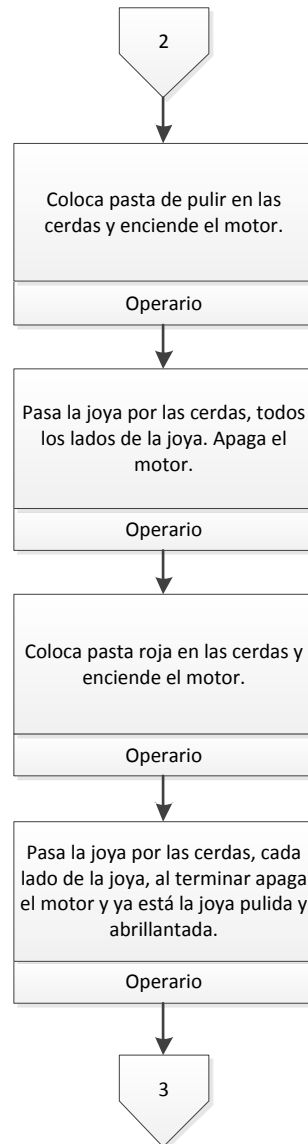 2
Coloca pasta de pulir en las
cerdas y enciende el motor.
Operario
Pasa la joya por las cerdas, todos
los lados de la joya. Apaga el
motor.
Operario
Coloca pasta roja en las cerdas y
enciende el motor.
Operario
Pasa la joya por las cerdas, cada
lado de la joya, al terminar apaga
el motor y ya está la joya pulida y
abrillantada.
Operario
3